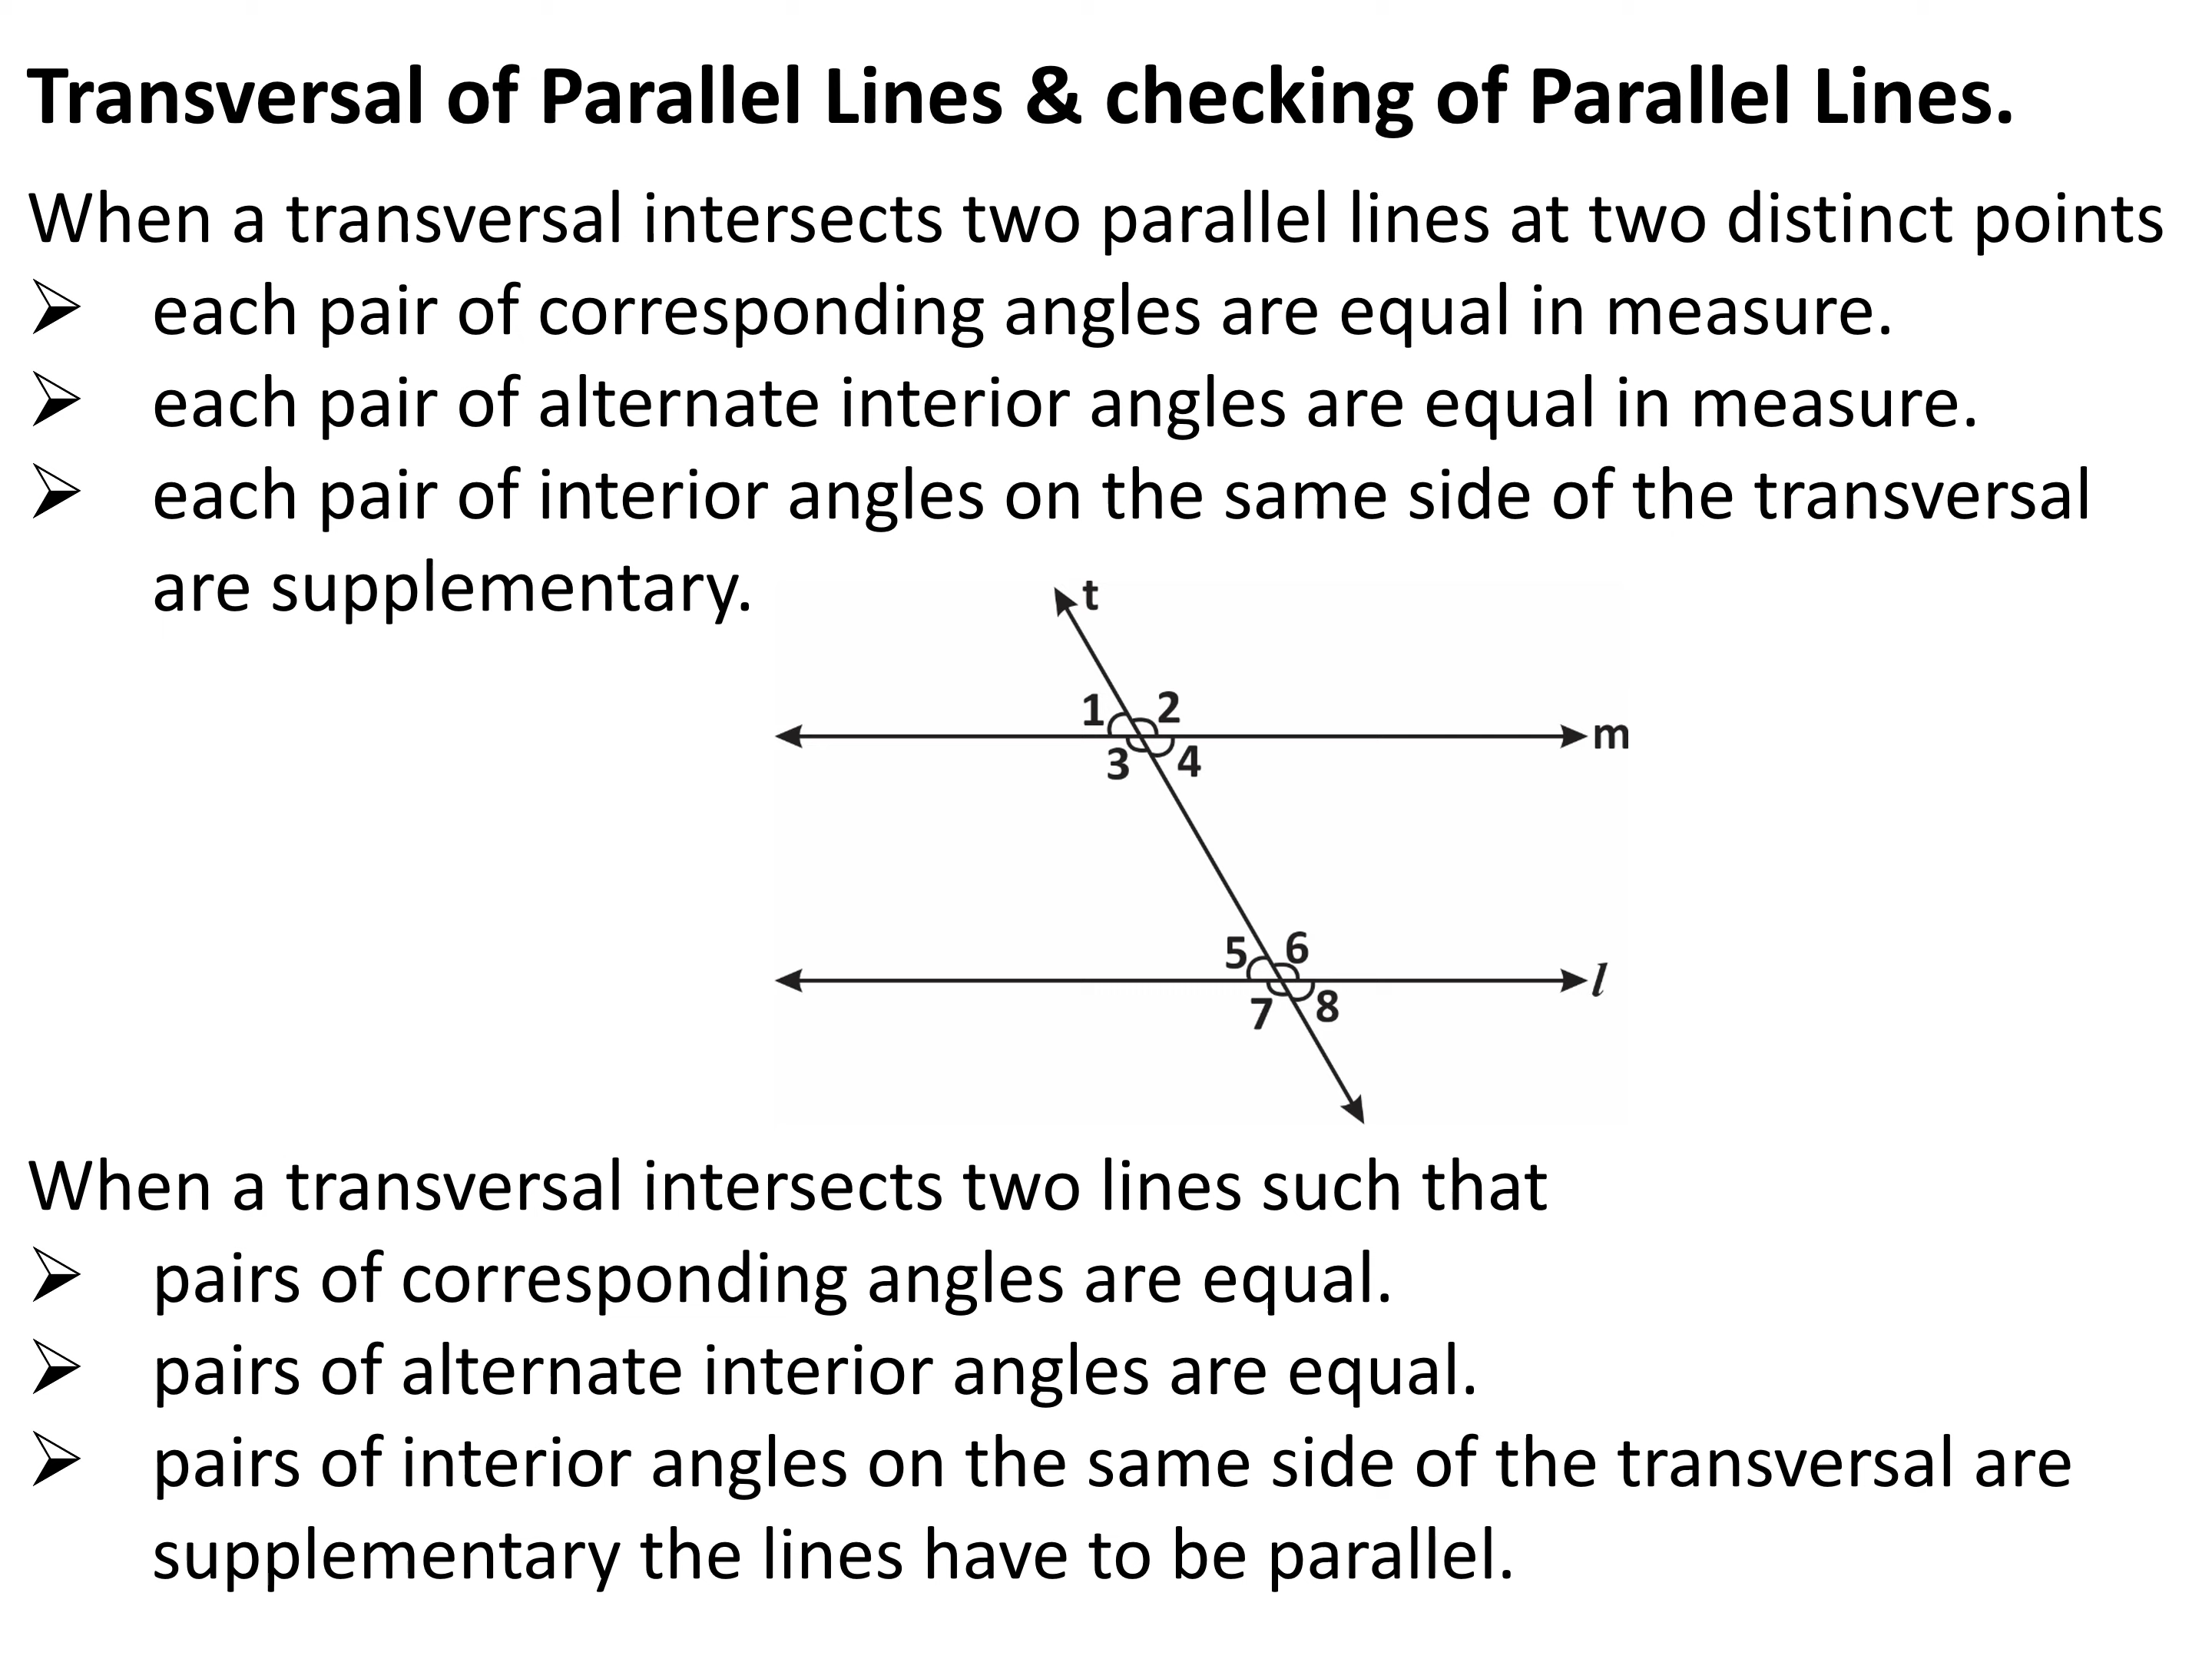 Transversal of Parallel Lines & checking of Parallel Lines.
When a transversal intersects two parallel lines at two distinct points
➢ each pair of corresponding angles are equal in measure.
➢ each pair of alternate interior angles are equal in measure.
➢ each pair of interior angles on the same side of the transversal
are supplementary.
t
1 2
m
3 4
5 6
l
7 8
When a transversal intersects two lines such that
➢ pairs of corresponding angles are equal.
➢ pairs of alternate interior angles are equal.
➢ pairs of interior angles on the same side of the transversal are
supplementary the lines have to be parallel.